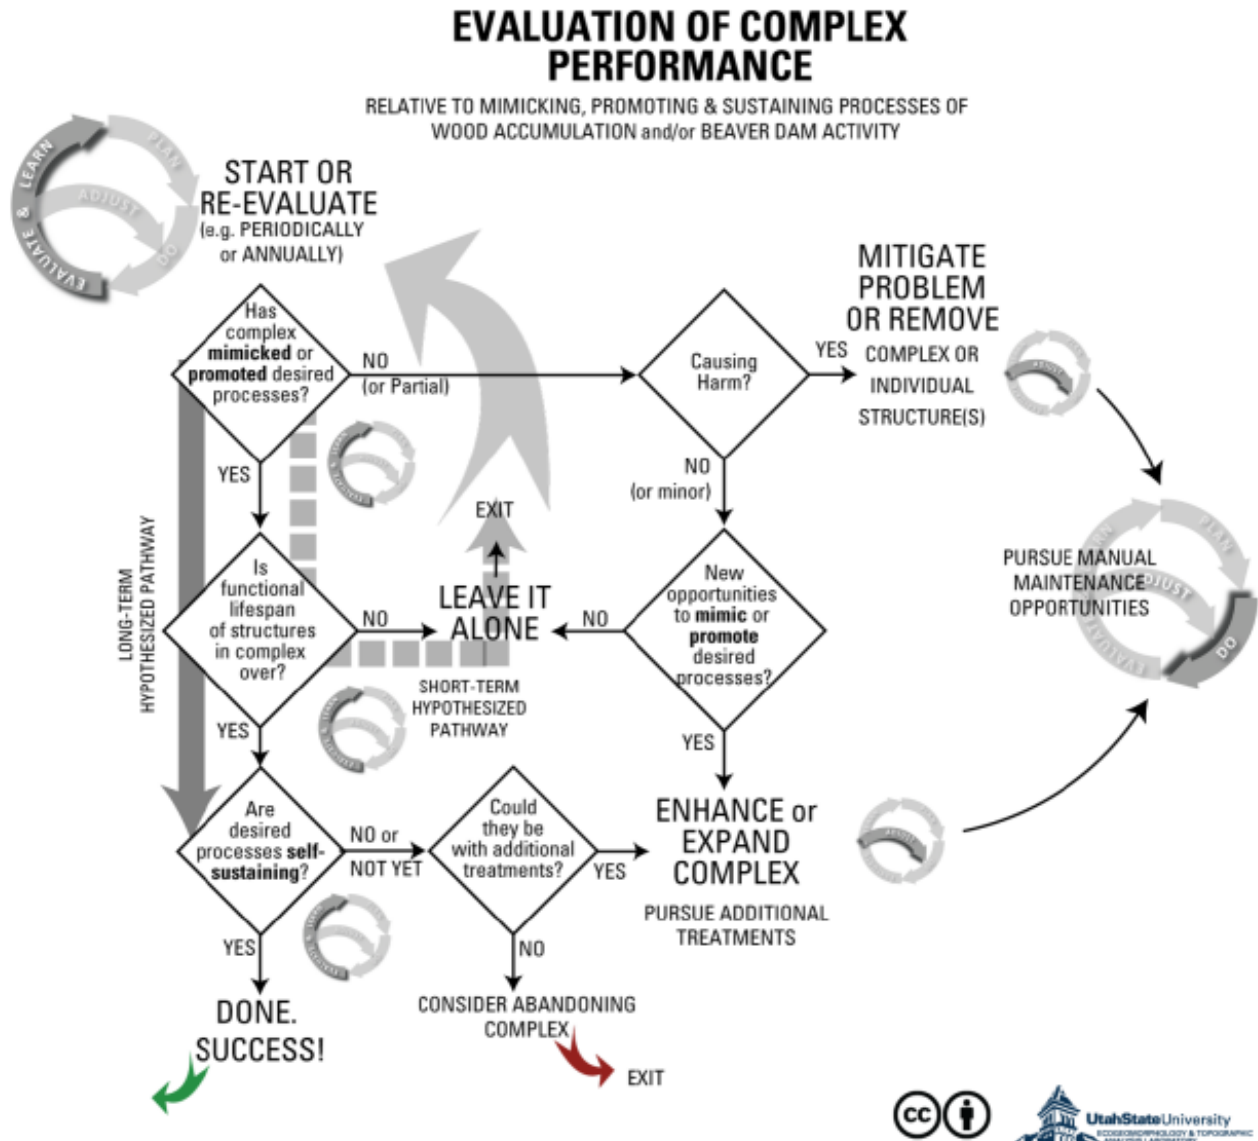 EVALUATION OF COMPLEX
PERFORMANCE
RELATIVE TO MIMICKING, PROMOTING & SUSTAINING PROCESSES OF
WOOD ACCUMULATION and/or BEAVER DAM ACTIVITY
PLAN
ADJUST
DO
EVALUATE & LEARN
START OR
RE-EVALUATE
(e.g. PERIODICALLY
or ANNUALLY)
Has
complex
mimicked or
promoted desired
processes?
NO
(or Partial)
Causing
Harm?
YES
MITIGATE
PROBLEM
OR REMOVE
COMPLEX OR
INDIVIDUAL
STRUCTURE(S)
YES
NO
(or minor)
EXIT
LONG-TERM
HYPOTHESIZED PATHWAY
Is
functional
lifespan
of structures
in complex
over?
NO
LEAVE IT
ALONE
NO
New
opportunities
to mimic or
promote
desired
processes?
PURSUE MANUAL
MAINTENANCE
OPPORTUNITIES
PLAN
ADJUST
DO
SHORT-TERM
HYPOTHESIZED
PATHWAY
YES
YES
Are
desired
processes self-
sustaining?
NO or
NOT YET
Could
they be
with additional
treatments?
YES
ENHANCE or
EXPAND
COMPLEX
PURSUE ADDITIONAL
TREATMENTS
YES
NO
DONE.
SUCCESS!
CONSIDER ABANDONING
COMPLEX
EXIT
cc
UtahStateUniversity
ECOGEOMORPHOLOGY & TOPOGRAPHIC